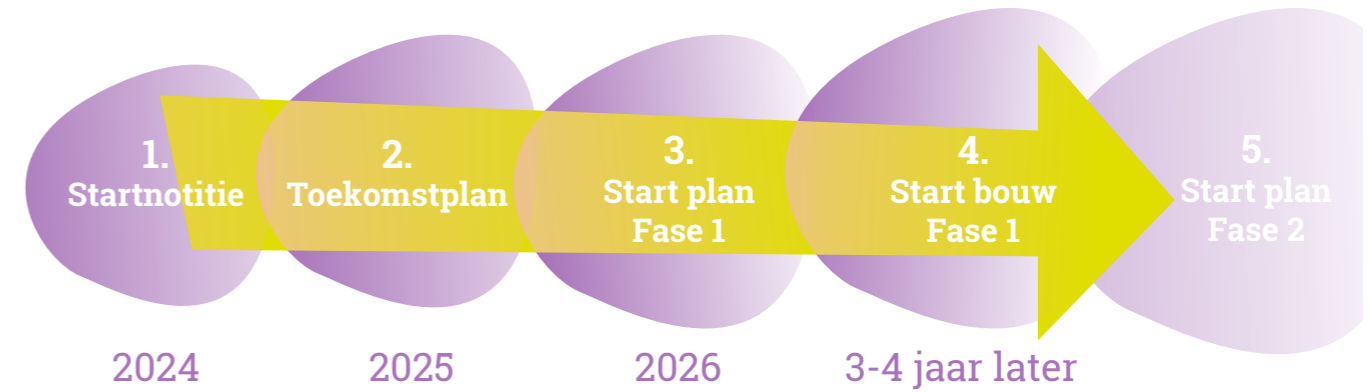 1.
Startnotitie
2.
Toekomstplan
3.
Start plan
Fase 1
4.
Start bouw
Fase 1
5.
Start plan
Fase 2
2024
2025
2026
3-4 jaar later